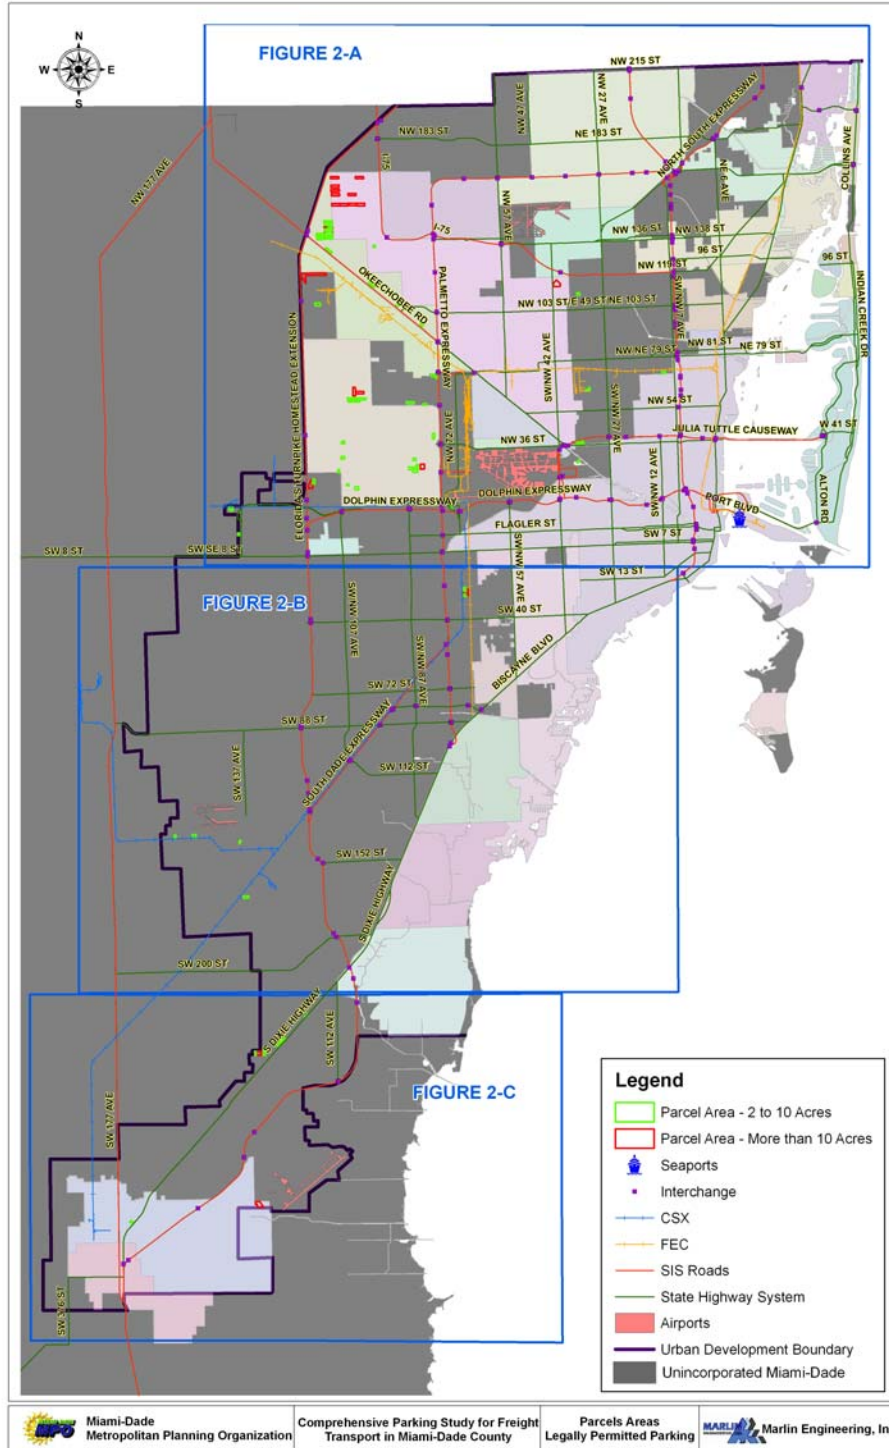 FIGURE 2-A
N
W E
S
NW 215 ST
NW 47 AVE
NW 27 AVE
NORTH SOUTH EXPRESSWAY
NW 183 ST
NE 183 ST
I-75
NW 177 AVE
NE 6 AVE
COLLINS AVE
NW 57 AVE
I-75
NW 136 ST
NW 138 ST
96 ST
96 ST
NW 119 ST
OKEECHOBEE RD
PALMETTO EXPRESSWAY
NW 103 ST/E 49 ST/NE 103 ST
SW/NW 7 AVE
INDIAN CREEK DR
FLORIDA'S TURNPIKE HOMESTEAD EXTENSION
SW/NW 42 AVE
NW 81 ST
NW/NE 79 ST
NE 79 ST
SW/NW 27 AVE
NW 54 ST
NW 72 AVE
JULIA TUTTLE CAUSEWAY
W 41 ST
NW 36 ST
SW/NW 12 AVE
ALTON RD
DOLPHIN EXPRESSWAY
DOLPHIN EXPRESSWAY
PORT BLVD
FLAGLER ST
SW 7 ST
SW 8 ST
SW SE 8 ST
SW/NW 57 AVE
SW 13 ST
FIGURE 2-B
SW/NW 107 AVE
SW 40 ST
SW/NW 87 AVE
BISCAYNE BLVD
SW 72 ST
SW 88 ST
SOUTH DADE EXPRESSWAY
SW 137 AVE
SW 112 ST
SW 152 ST
S DIXIE HIGHWAY
SW 200 ST
S DIXIE HIGHWAY
SW 112 AVE
FIGURE 2-C
SW 177 AVE
SW 376 ST
Legend
Parcel Area - 2 to 10 Acres
Parcel Area - More than 10 Acres
Seaports
Interchange
CSX
FEC
SIS Roads
State Highway System
Airports
Urban Development Boundary
Unincorporated Miami-Dade
MPO
Miami-Dade
Metropolitan Planning Organization
Comprehensive Parking Study for Freight
Transport in Miami-Dade County
Parcels Areas
Legally Permitted Parking
MARLIN
Marlin Engineering, In